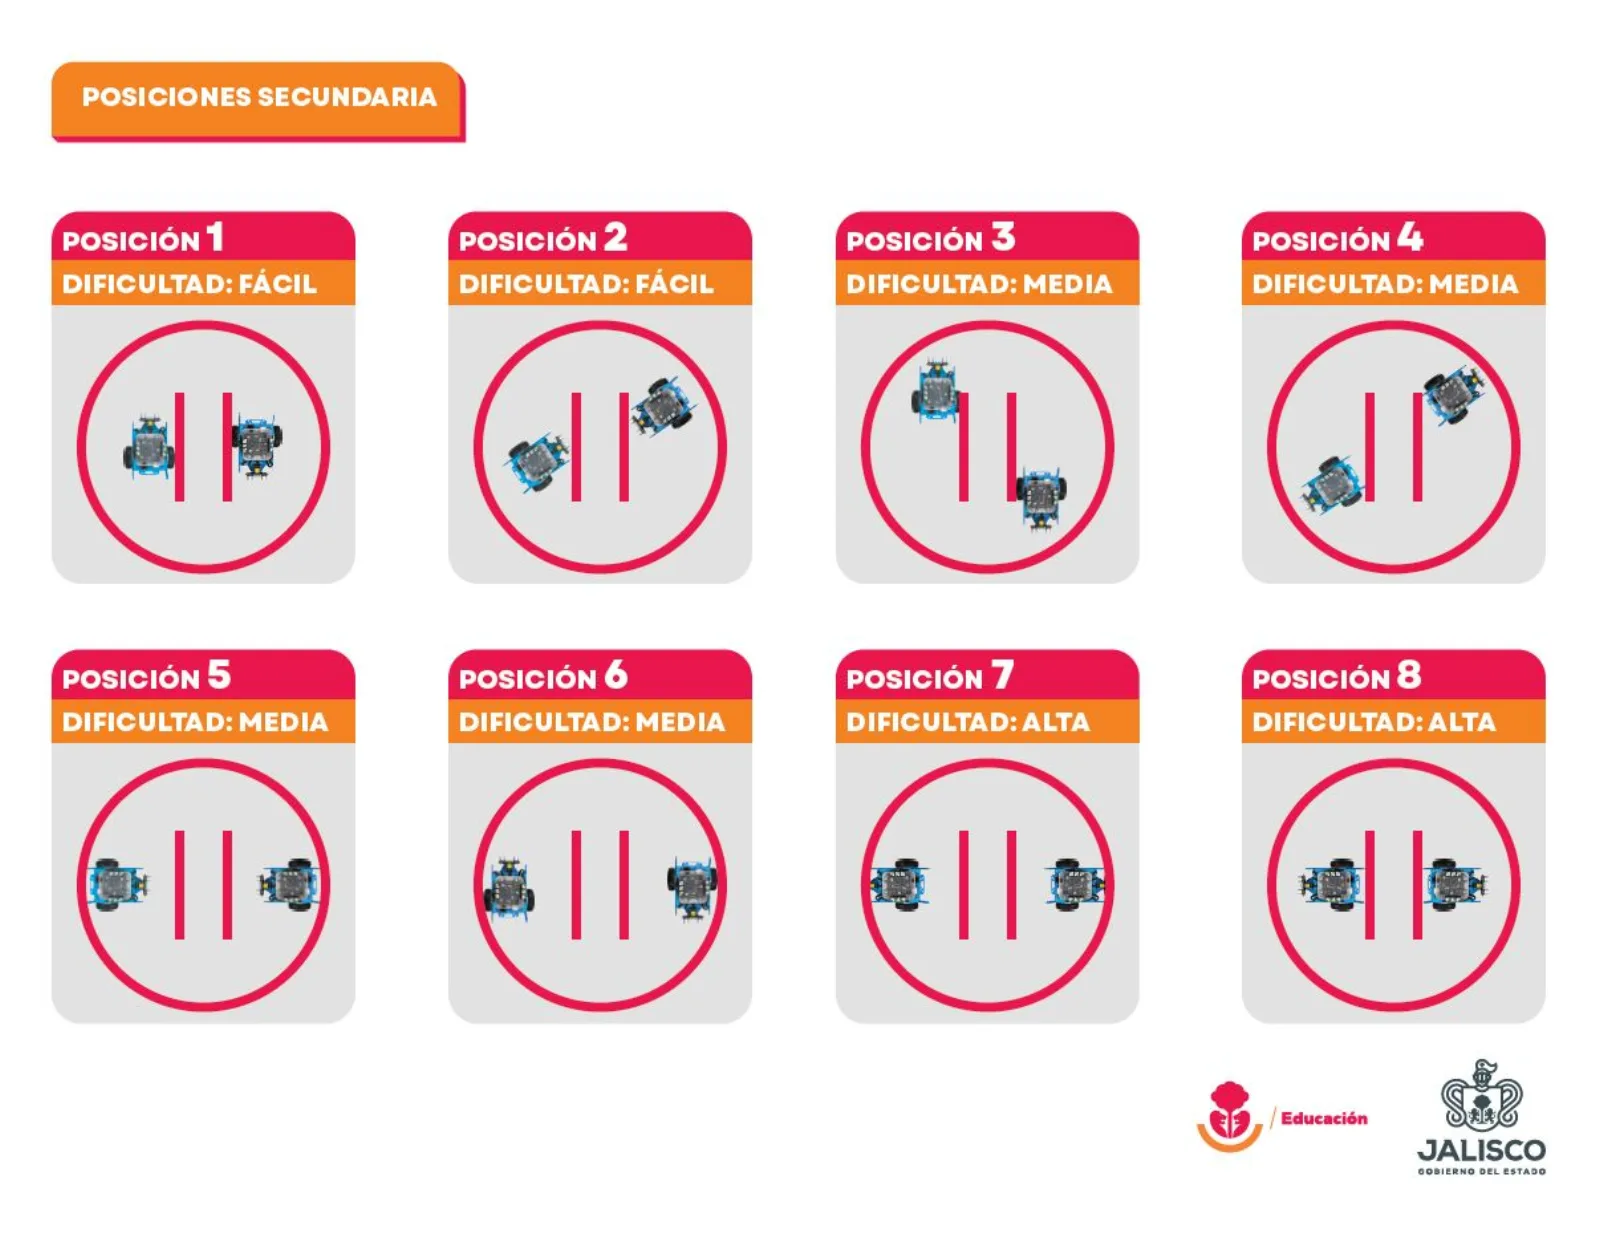 POSICIONES SECUNDARIA
POSICIÓN 1
DIFICULTAD: FÁCIL
POSICIÓN 2
DIFICULTAD: FÁCIL
POSICIÓN 3
DIFICULTAD: MEDIA
POSICIÓN 4
DIFICULTAD: MEDIA
POSICIÓN 5
DIFICULTAD: MEDIA
POSICIÓN 6
DIFICULTAD: MEDIA
POSICIÓN 7
DIFICULTAD: ALTA
POSICIÓN 8
DIFICULTAD: ALTA
Educación
JALISCO
GOBIERNO DEL ESTADO